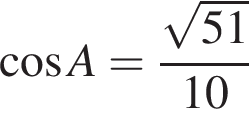 cos A = √51/10